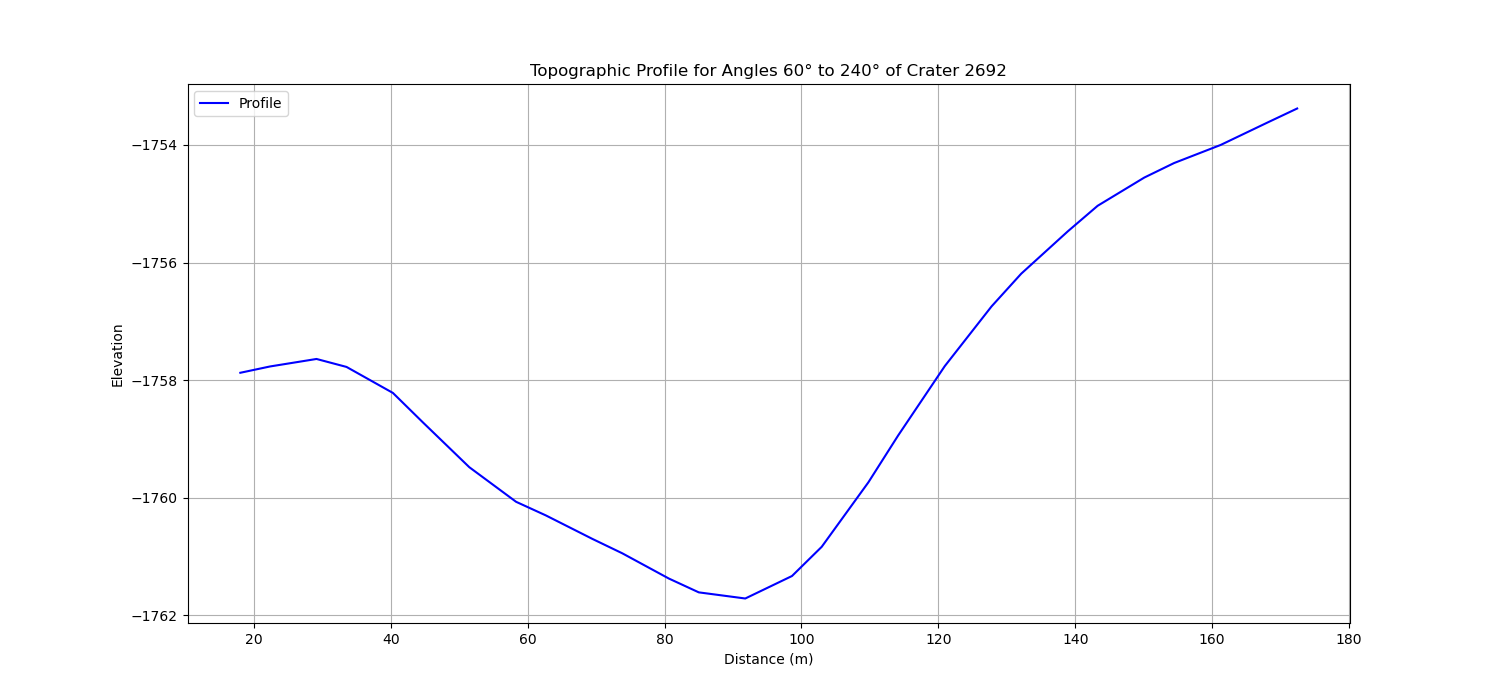 Topographic Profile for Angles 60° to 240° of Crater 2692
Profile
−1754
−1756
−1758
−1760
−1762
Elevation
20 40 60 80 100 120 140 160 180
Distance (m)